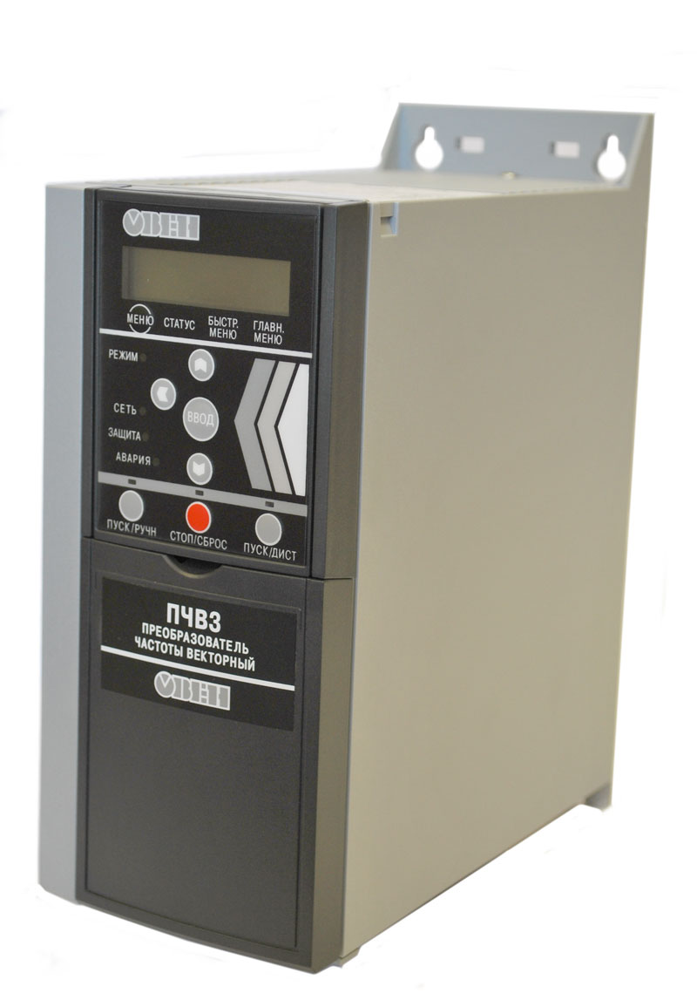 ОВЕН
МЕНЮ СТАТУС БЫСТР. МЕНЮ ГЛАВН. МЕНЮ
РЕЖИМ
ВВОД
СЕТЬ
ЗАЩИТА
АВАРИЯ
ПУСК/РУЧН СТОП/СБРОС ПУСК/ДИСТ
ПЧВ3
ПРЕОБРАЗОВАТЕЛЬ
ЧАСТОТЫ ВЕКТОРНЫЙ
ОВЕН